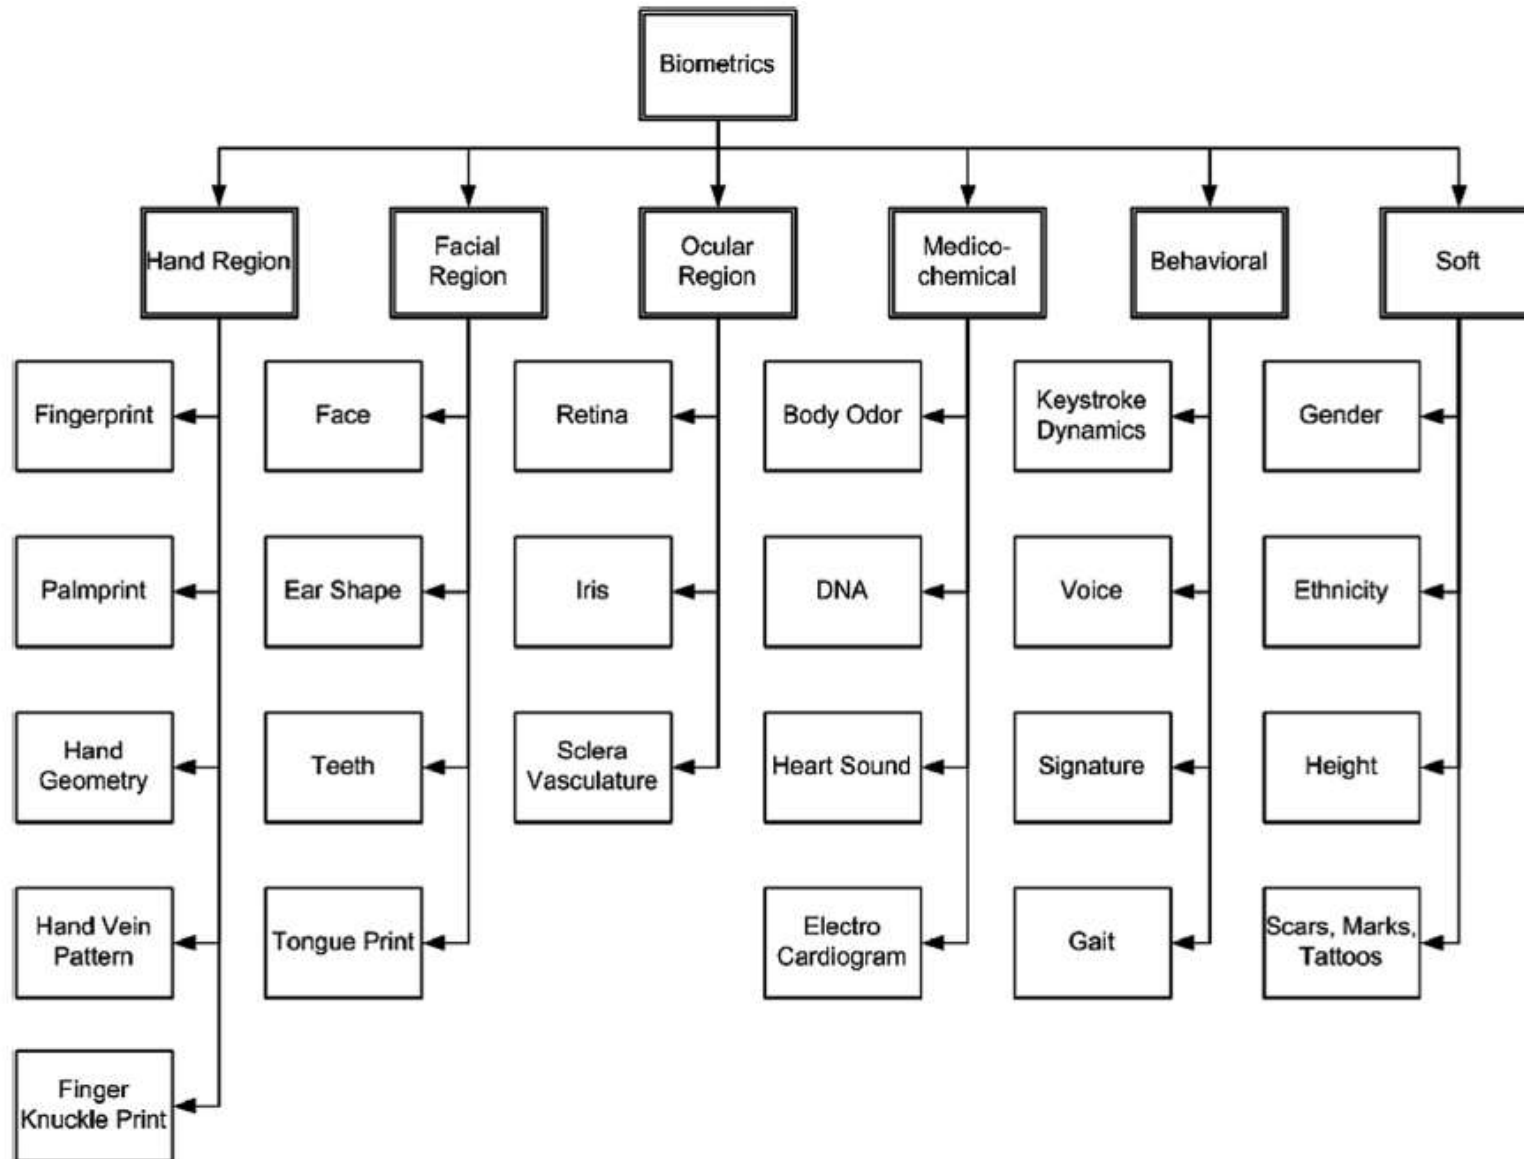 Biometrics
Hand Region
Facial
Region
Ocular
Region
Medico-
chemical
Behavioral
Soft
Fingerprint
Face
Retina
Body Odor
Keystroke
Dynamics
Gender
Palmprint
Ear Shape
Iris
DNA
Voice
Ethnicity
Hand
Geometry
Teeth
Sclera
Vasculature
Heart Sound
Signature
Height
Hand Vein
Pattern
Tongue Print
Electro
Cardiogram
Gait
Scars, Marks,
Tattoos
Finger
Knuckle Print